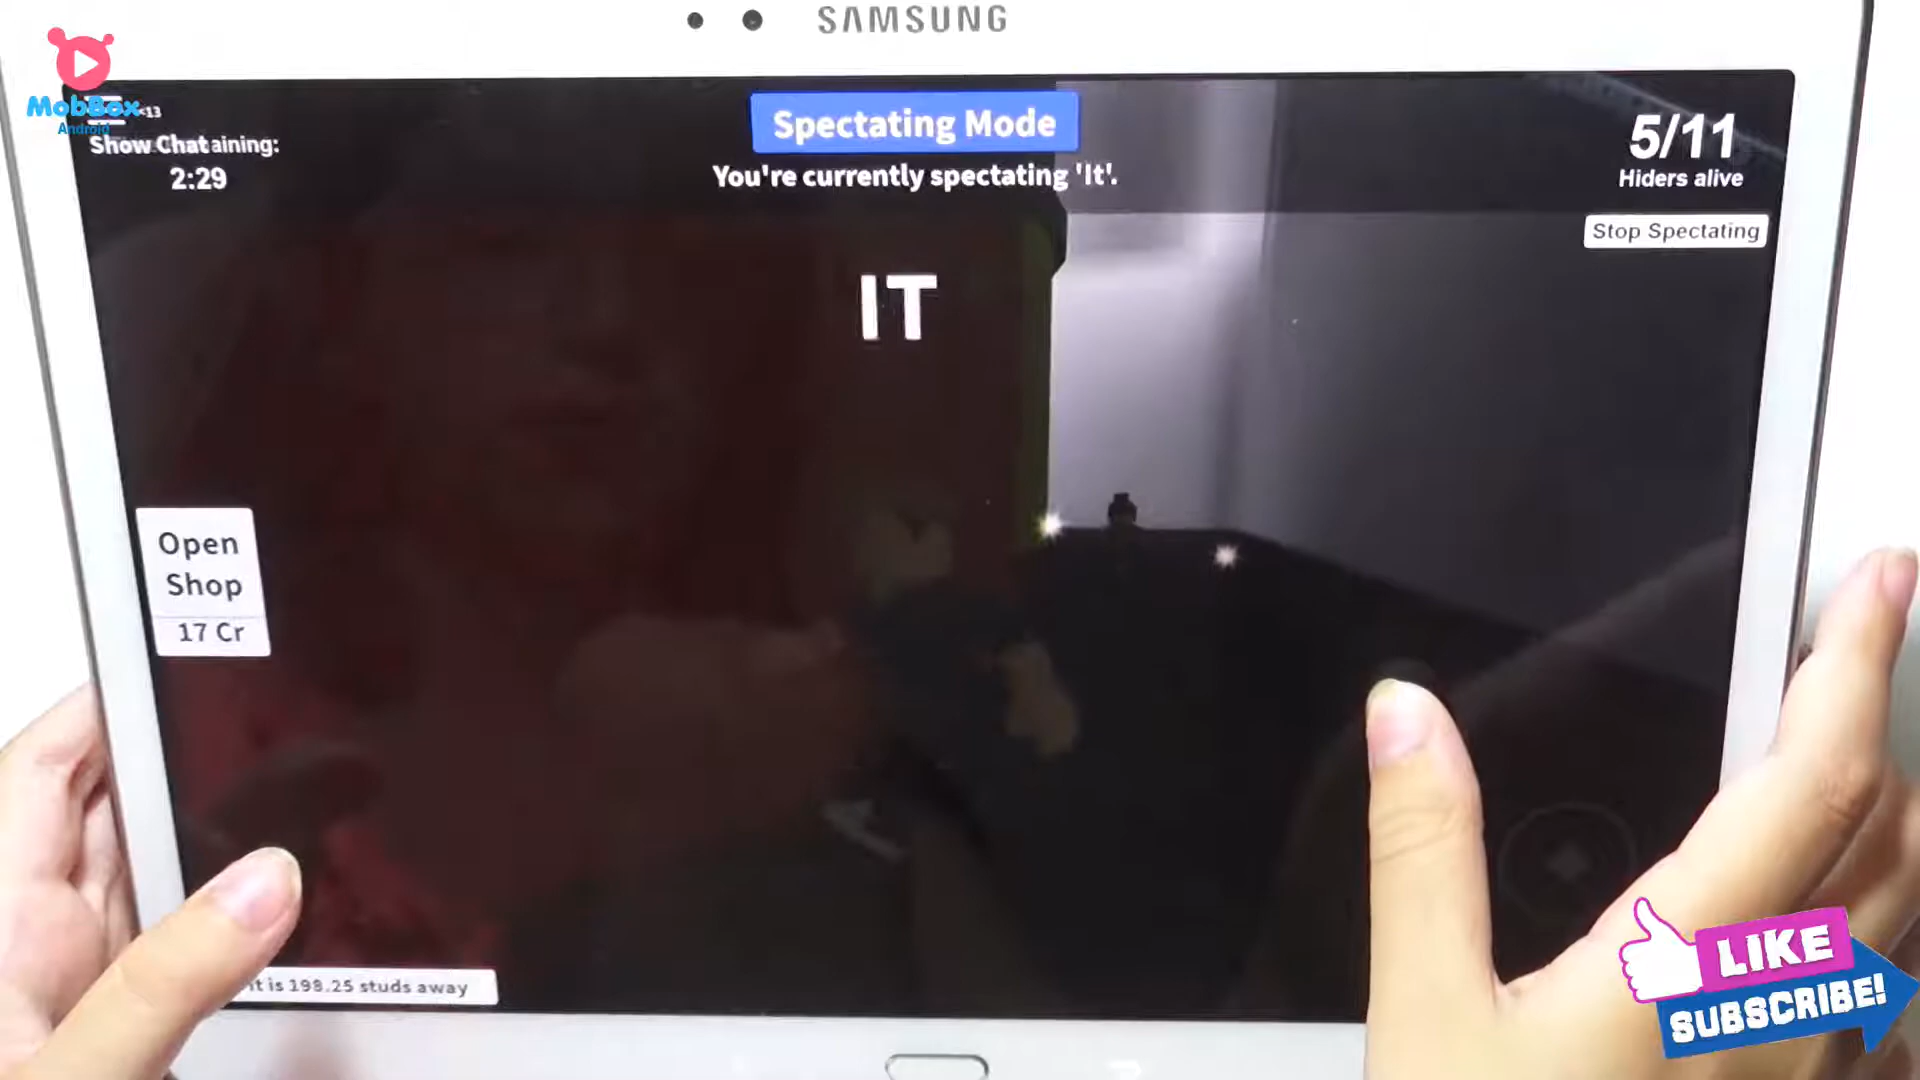 SAMSUNG
MobBox
Android
<13
Show Chat aining:
2:29
Spectating Mode
You're currently spectating 'It'.
5/11
Hiders alive
Stop Spectating
IT
Open
Shop
17 Cr
It is 198.25 studs away
LIKE
SUBSCRIBE!